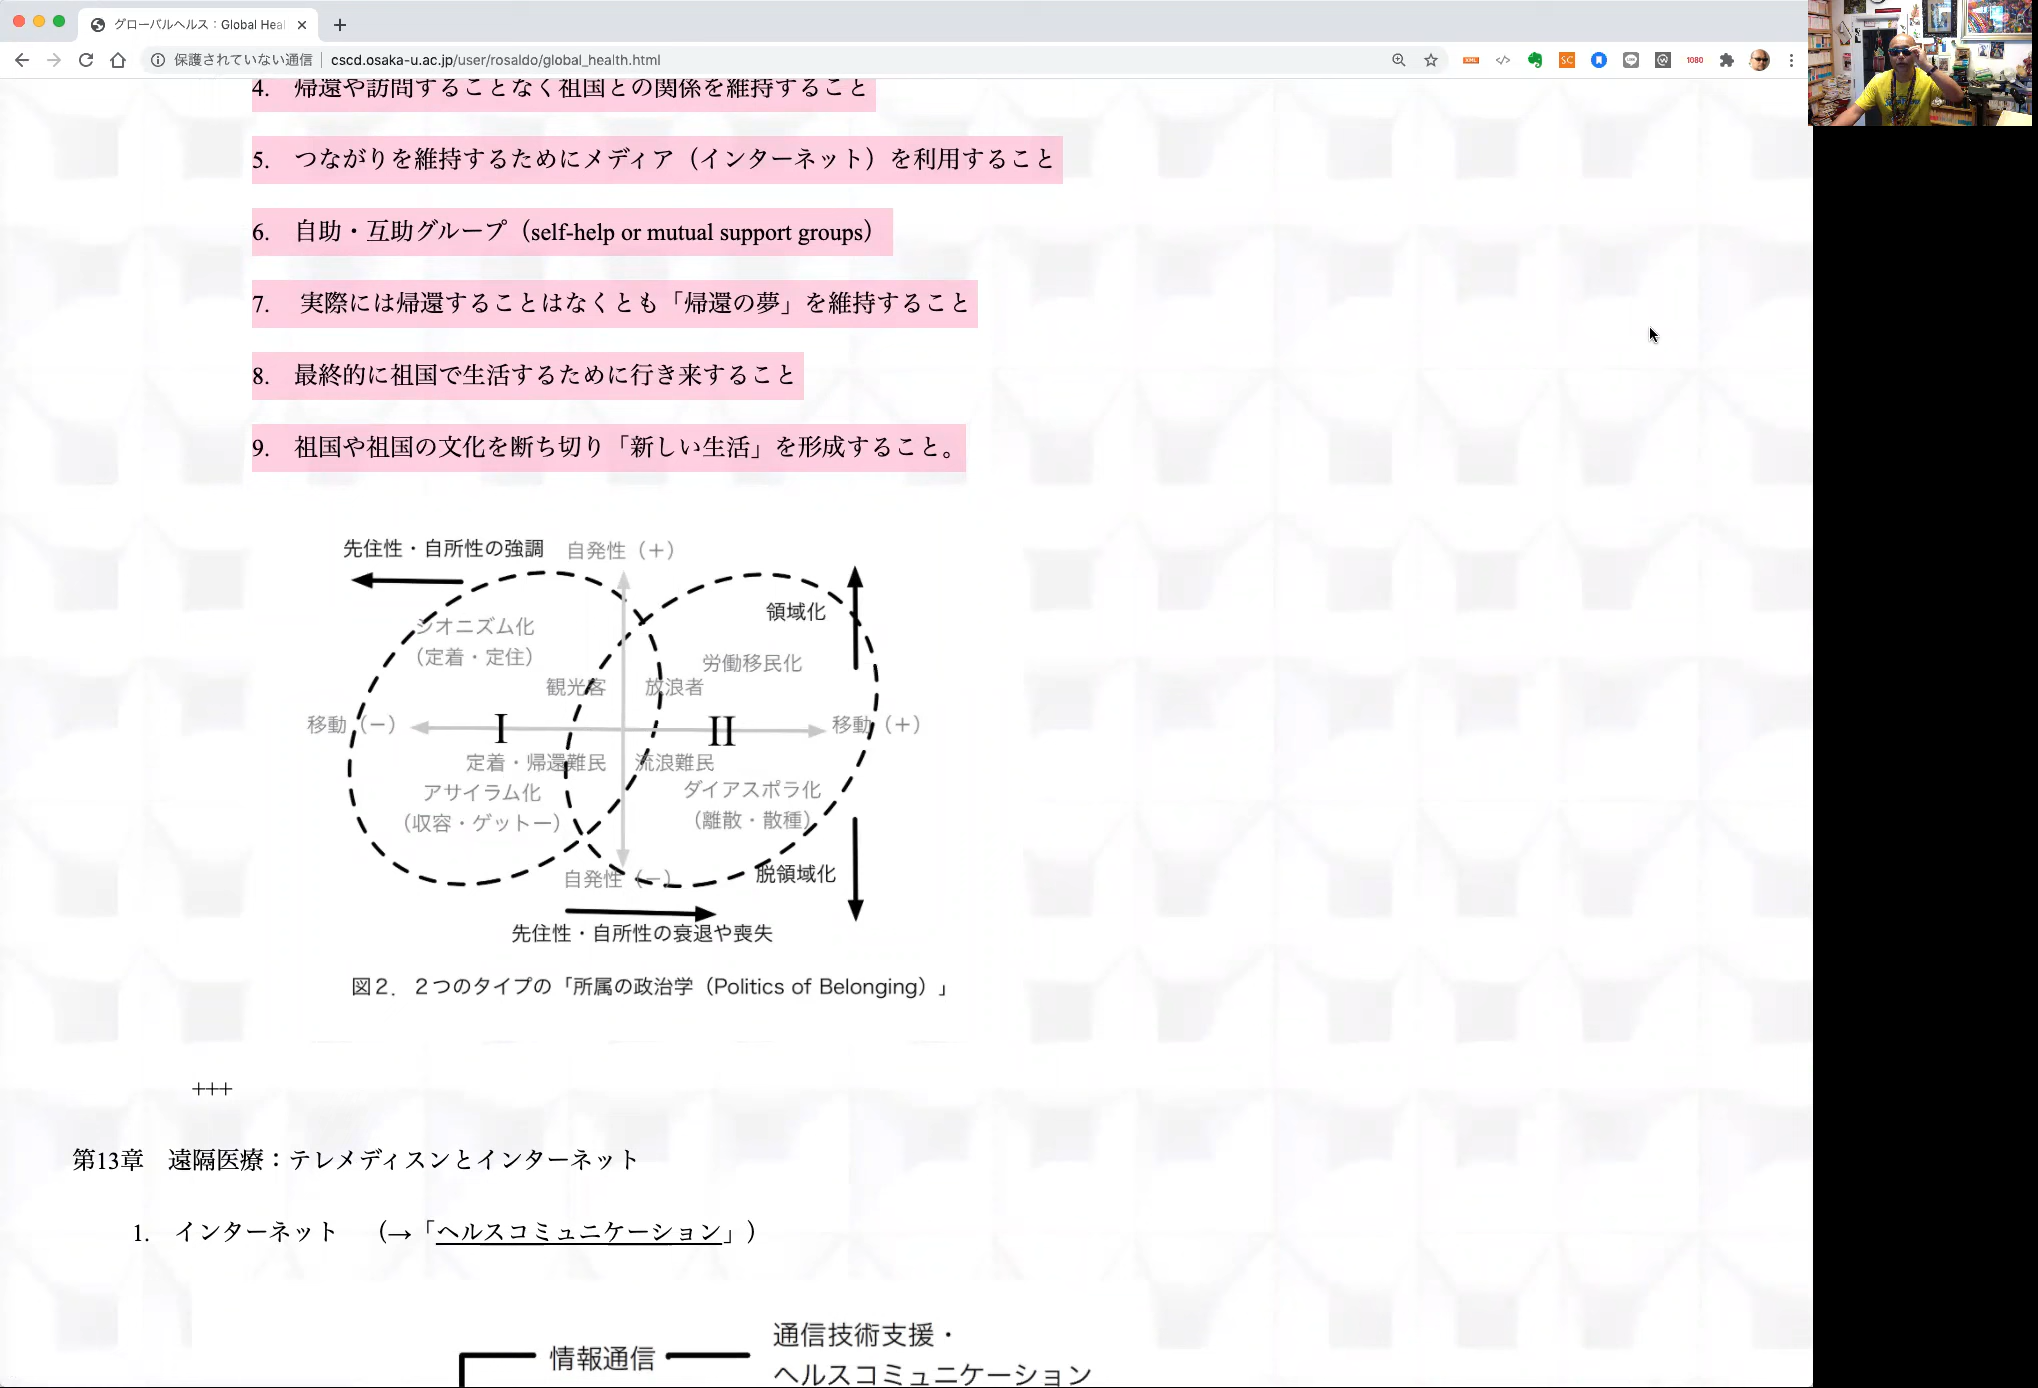 グローバルヘルス：Global Heal
保護されていない通信 | cscd.osaka-u.ac.jp/user/rosaldo/global_health.html
SC
1080
4. 帰還や訪問することなく祖国との関係を維持すること
5. つながりを維持するためにメディア（インターネット）を利用すること
6. 自助・互助グループ（self-help or mutual support groups）
7. 実際には帰還することはなくとも「帰還の夢」を維持すること
8. 最終的に祖国で生活するために行き来すること
9. 祖国や祖国の文化を断ち切り「新しい生活」を形成すること。
先住性・自所性の強調
自発性（＋）
領域化
シオニズム化
（定着・定住）
労働移民化
観光客
放浪者
移動（－）
I
II
移動（＋）
定着・帰還難民
流浪難民
アサイラム化
（収容・ゲットー）
ダイアスポラ化
（離散・散種）
自発性（－）
脱領域化
先住性・自所性の衰退や喪失
図２．２つのタイプの「所属の政治学（Politics of Belonging）」
+++
第13章　遠隔医療：テレメディスンとインターネット
1. インターネット　（→「ヘルスコミュニケーション」）
情報通信
通信技術支援・
ヘルスコミュニケーション